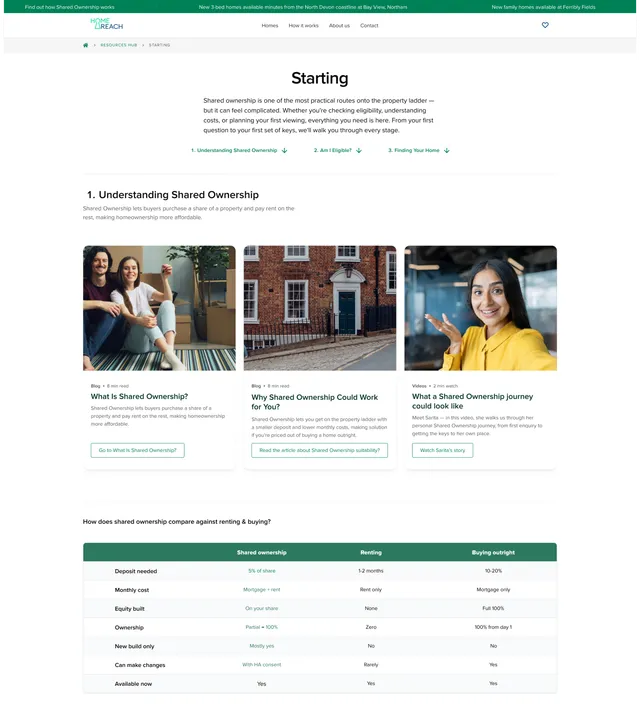 Find out how Shared Ownership works
New 3-bed homes available minutes from the North Devon coastline at Bay View, Northam
New family homes available at Ferriby Fields
HOME REACH
Homes
How it works
About us
Contact
RESOURCES HUB > STARTING
Starting
Shared ownership is one of the most practical routes onto the property ladder —
but it can feel complicated. Whether you're checking eligibility, understanding
costs, or planning your first viewing, everything you need is here. From your first
question to your first set of keys, we'll walk you through every stage.
1. Understanding Shared Ownership ↓
2. Am I Eligible? ↓
3. Finding Your Home ↓
1. Understanding Shared Ownership
Shared Ownership lets buyers purchase a share of a property and pay rent on the
rest, making homeownership more affordable.
Blog • 8 min read
What Is Shared Ownership?
Shared Ownership lets buyers purchase a share of a
property and pay rent on the rest, making homeownership
more affordable.
Go to What Is Shared Ownership?
Blog • 8 min read
Why Shared Ownership Could Work
for You?
Shared Ownership lets you get on the property ladder with
a smaller deposit and lower monthly costs, making solution
if you're priced out of buying a home outright.
Read the article about Shared Ownership suitability?
Videos • 2 min watch
What a Shared Ownership journey
could look like
Meet Sarita — in this video, she walks us through her
personal Shared Ownership journey, from first enquiry to
getting the keys to her own place.
Watch Sarita's story
How does shared ownership compare against renting & buying?
Shared ownership Renting Buying outright
Deposit needed 5% of share 1-2 months 10-20%
Monthly cost Mortgage + rent Rent only Mortgage only
Equity built On your share None Full 100%
Ownership Partial → 100% Zero 100% from day 1
New build only Mostly yes No No
Can make changes With HA consent Rarely Yes
Available now Yes Yes Yes